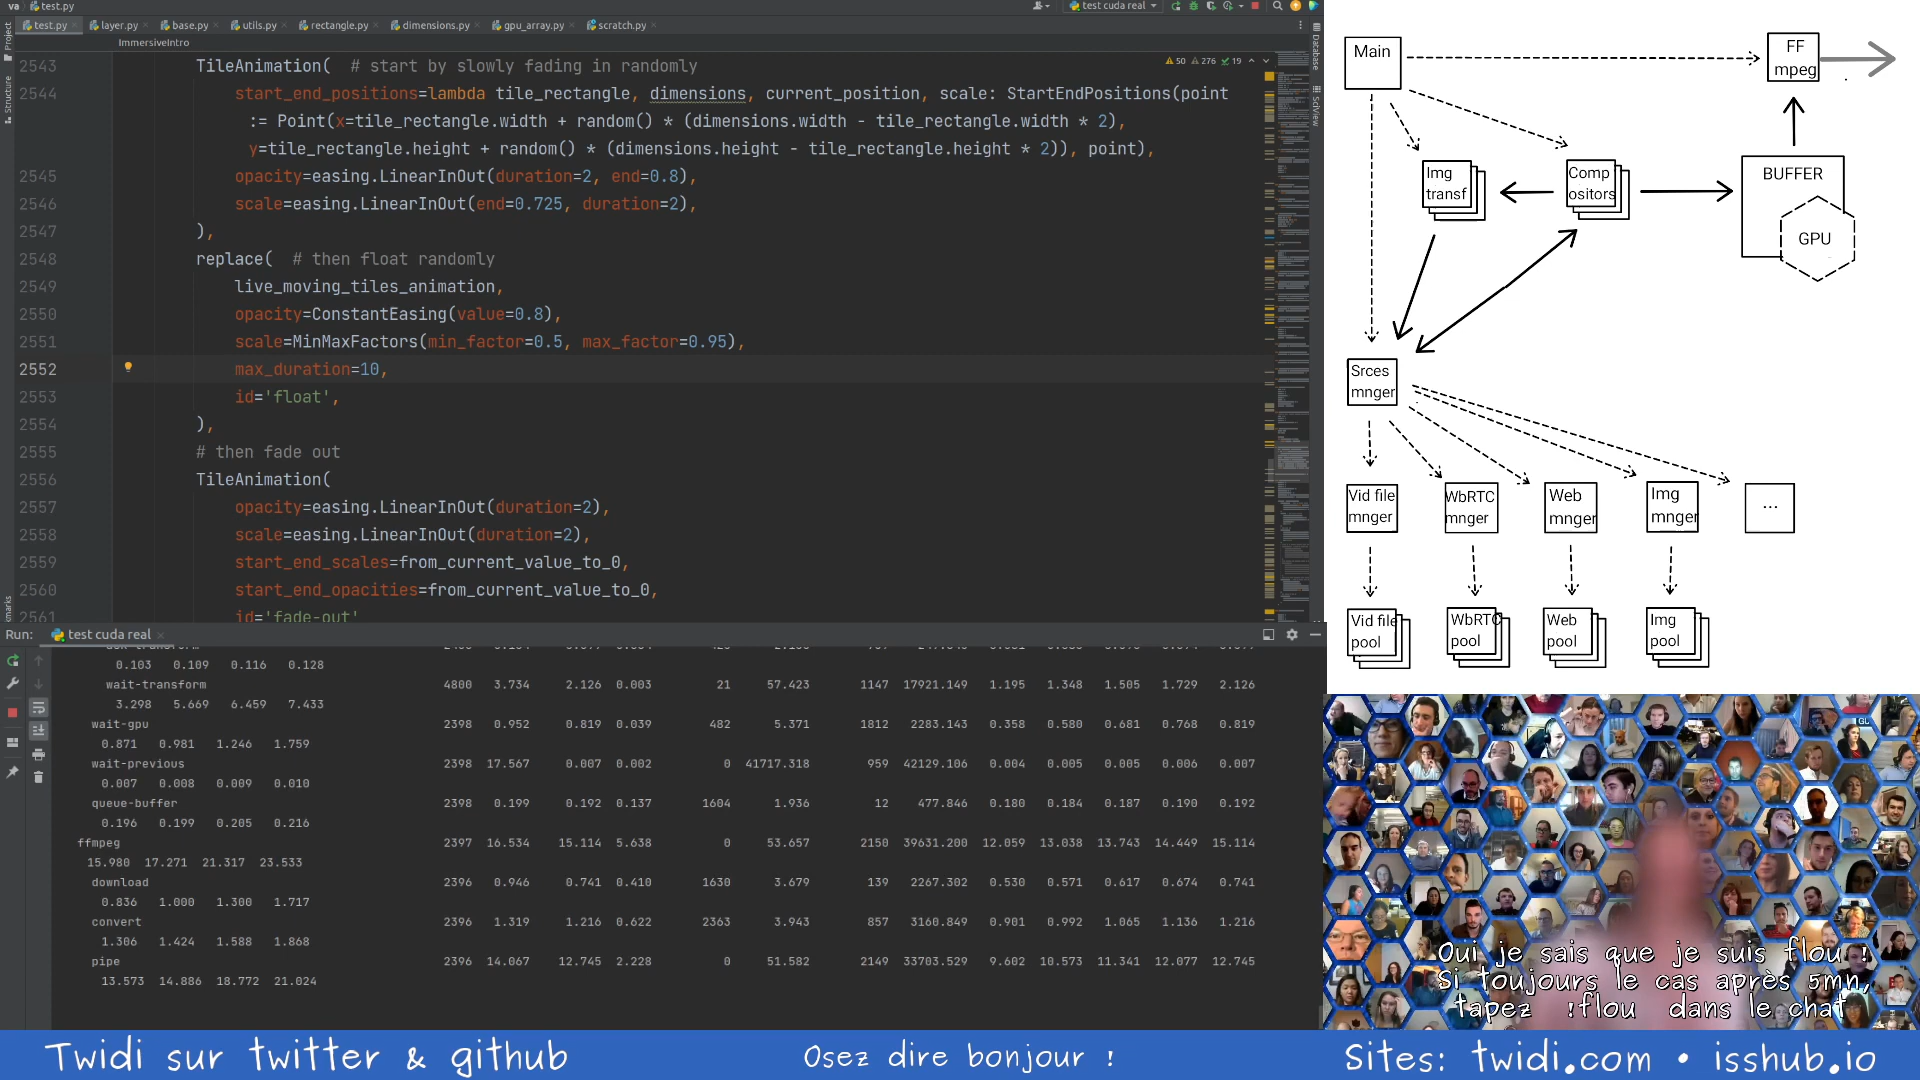 va test.py
test cuda real
test.py layer.py base.py utils.py rectangle.py dimensions.py gpu_array.py scratch.py
ImmersiveIntro
Project
Structure
Database
SciView
50 276 19
2543 TileAnimation(  # start by slowly fading in randomly
2544 start_end_positions=lambda tile_rectangle, dimensions, current_position, scale: StartEndPositions(point
:= Point(x=tile_rectangle.width + random() * (dimensions.width - tile_rectangle.width * 2),
y=tile_rectangle.height + random() * (dimensions.height - tile_rectangle.height * 2)), point),
2545 opacity=easing.LinearInOut(duration=2, end=0.8),
2546 scale=easing.LinearInOut(end=0.725, duration=2),
2547 ),
2548 replace(  # then float randomly
2549 live_moving_tiles_animation,
2550 opacity=ConstantEasing(value=0.8),
2551 scale=MinMaxFactors(min_factor=0.5, max_factor=0.95),
2552 max_duration=10,
2553 id='float',
2554 ),
2555 # then fade out
2556 TileAnimation(
2557 opacity=easing.LinearInOut(duration=2),
2558 scale=easing.LinearInOut(duration=2),
2559 start_end_scales=from_current_value_to_0,
2560 start_end_opacities=from_current_value_to_0,
2561 id='fade-out'
Run: test cuda real
0.103 0.109 0.116 0.128
wait-transform 4800 3.734 2.126 0.003 21 57.423 1147 17921.149 1.195 1.348 1.505 1.729 2.126
3.298 5.669 6.459 7.433
wait-gpu 2398 0.952 0.819 0.039 482 5.371 1812 2283.143 0.358 0.580 0.681 0.768 0.819
0.871 0.981 1.246 1.759
wait-previous 2398 17.567 0.007 0.002 0 41717.318 959 42129.106 0.004 0.005 0.005 0.006 0.007
0.007 0.008 0.009 0.010
queue-buffer 2398 0.199 0.192 0.137 1604 1.936 12 477.846 0.180 0.184 0.187 0.190 0.192
0.196 0.199 0.205 0.216
ffmpeg 2397 16.534 15.114 5.638 0 53.657 2150 39631.200 12.059 13.038 13.743 14.449 15.114
15.980 17.271 21.317 23.533
download 2396 0.946 0.741 0.410 1630 3.679 139 2267.302 0.530 0.571 0.617 0.674 0.741
0.836 1.000 1.300 1.717
convert 2396 1.319 1.216 0.622 2363 3.943 857 3160.849 0.901 0.992 1.065 1.136 1.216
1.306 1.424 1.588 1.868
pipe 2396 14.067 12.745 2.228 0 51.582 2149 33703.529 9.602 10.573 11.341 12.077 12.745
13.573 14.886 18.772 21.024
Main
FF
mpeg
Img
transf
Comp
ositors
BUFFER
GPU
Srces
mnger
Vid file
mnger
WbRTC
mnger
Web
mnger
Img
mnger
...
Vid file
pool
WbRTC
pool
Web
pool
Img
pool
Oui je sais que je suis flou !
Si toujours le cas après 5mn,
tapez !flou dans le chat
Twidi sur twitter & github
Osez dire bonjour !
Sites: twidi.com • isshub.io